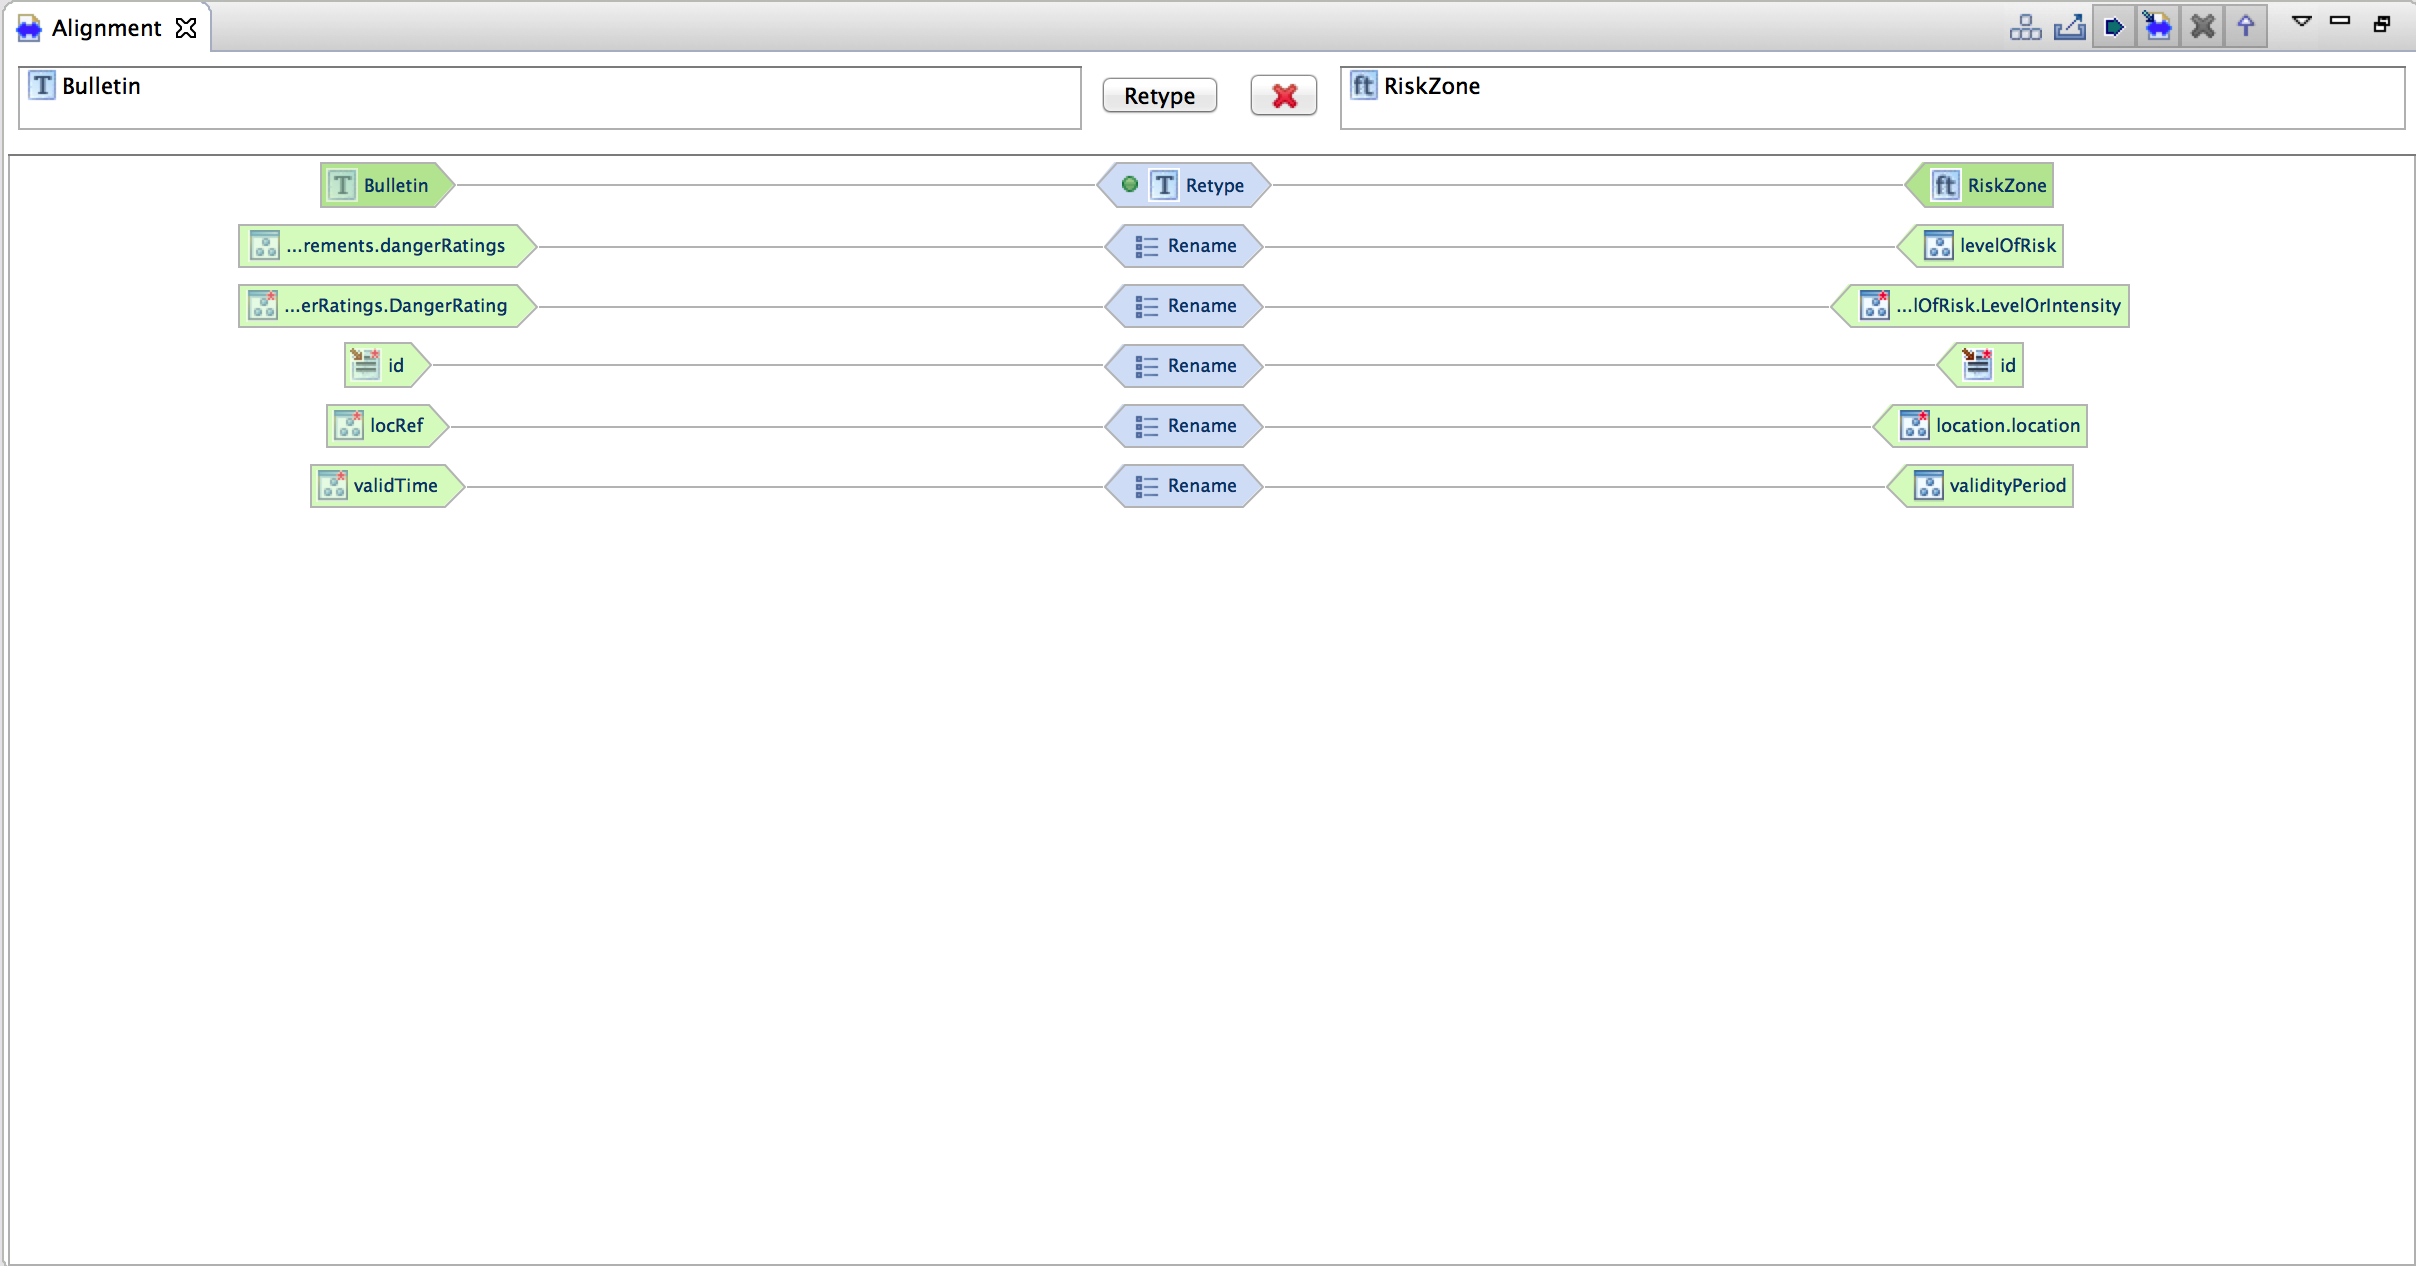 Alignment
Bulletin Retype RiskZone
Bulletin Retype RiskZone
...rements.dangerRatings Rename levelOfRisk
...erRatings.DangerRating Rename ...lOfRisk.LevelOrIntensity
id Rename id
locRef Rename location.location
validTime Rename validityPeriod